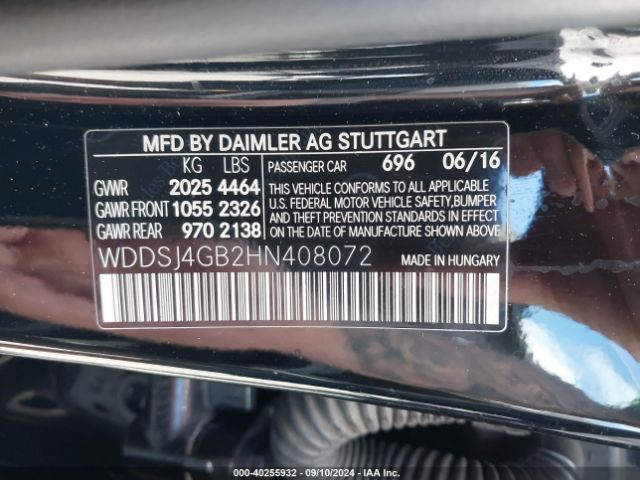 MFD BY DAIMLER AG STUTTGART
KG LBS PASSENGER CAR 696 06/16
GVWR 2025 4464 THIS VEHICLE CONFORMS TO ALL APPLICABLE
U.S. FEDERAL MOTOR VEHICLE SAFETY,BUMPER
GAWR FRONT 1055 2326 AND THEFT PREVENTION STANDARDS IN EFFECT
GAWR REAR 970 2138 ON THE DATE OF MANUFACTURE SHOWN ABOVE.
WDDSJ4GB2HN408072 MADE IN HUNGARY
000-40255932 - 09/10/2024 - IAA Inc.